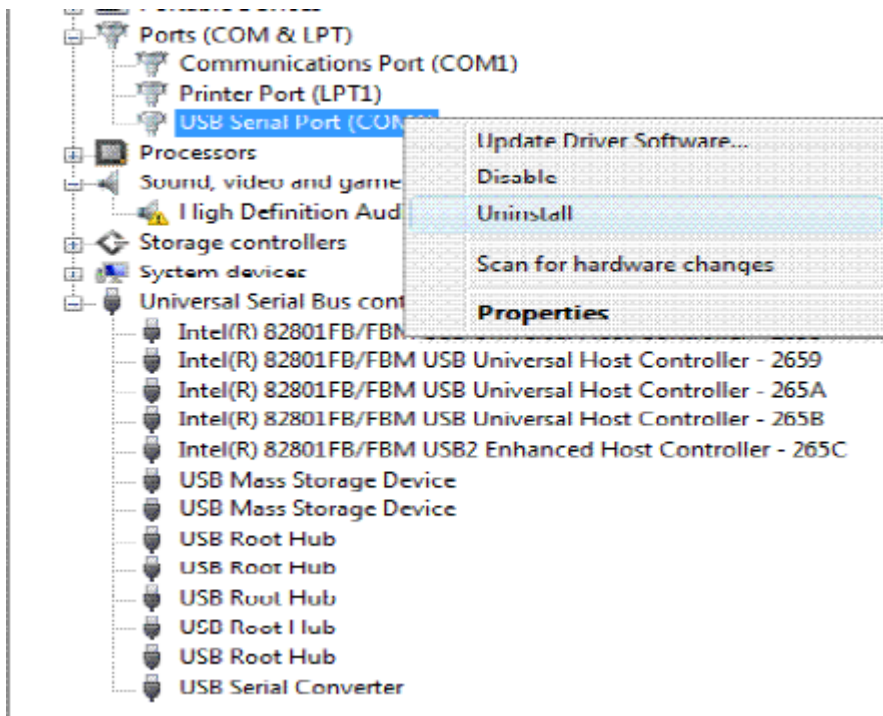 Ports (COM & LPT)
Communications Port (COM1)
Printer Port (LPT1)
USB Serial Port
Update Driver Software...
Processors
Disable
Sound, video and game
High Definition Aud
Uninstall
Storage controllers
Scan for hardware changes
System devices
Universal Serial Bus cont
Properties
Intel(R) 82801FB/FBM USB Universal Host Controller
Intel(R) 82801FB/FBM USB Universal Host Controller - 2659
Intel(R) 82801FB/FBM USB Universal Host Controller - 265A
Intel(R) 82801FB/FBM USB Universal Host Controller - 265B
Intel(R) 82801FB/FBM USB2 Enhanced Host Controller - 265C
USB Mass Storage Device
USB Mass Storage Device
USB Root Hub
USB Root Hub
USB Root Hub
USB Root Hub
USB Root Hub
USB Serial Converter